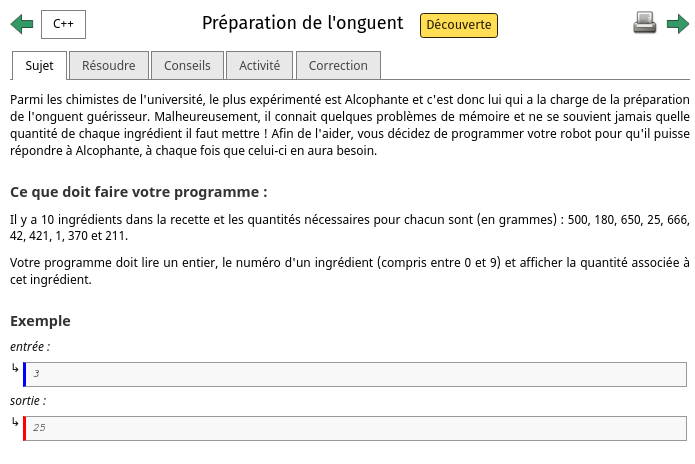 C++
Préparation de l'onguent
Découverte
Sujet
Résoudre
Conseils
Activité
Correction
Parmi les chimistes de l'université, le plus expérimenté est Alcophante et c'est donc lui qui a la charge de la préparation
de l'onguent guérisseur. Malheureusement, il connait quelques problèmes de mémoire et ne se souvient jamais quelle
quantité de chaque ingrédient il faut mettre ! Afin de l'aider, vous décidez de programmer votre robot pour qu'il puisse
répondre à Alcophante, à chaque fois que celui-ci en aura besoin.
Ce que doit faire votre programme :
Il y a 10 ingrédients dans la recette et les quantités nécessaires pour chacun sont (en grammes) : 500, 180, 650, 25, 666,
42, 421, 1, 370 et 211.
Votre programme doit lire un entier, le numéro d'un ingrédient (compris entre 0 et 9) et afficher la quantité associée à
cet ingrédient.
Exemple
entrée :
↳ 3
sortie :
↳ 25